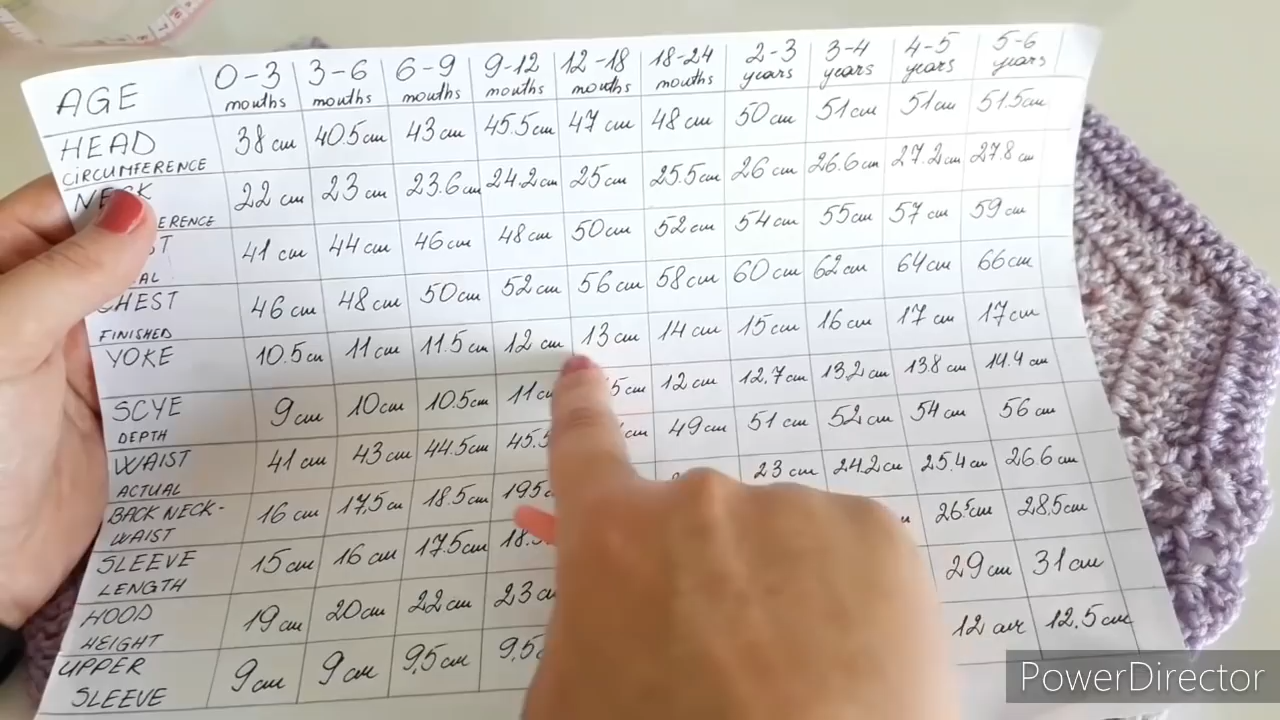 AGE 0-3 months 3-6 months 6-9 months 9-12 months 12-18 months 18-24 months 2-3 years 3-4 years 4-5 years 5-6 years
HEAD CIRCUMFERENCE 38 cm 40.5 cm 43 cm 45.5 cm 47 cm 48 cm 50 cm 51 cm 51 cm 51.5 cm
NECK 22 cm 23 cm 23.6 cm 24.2 cm 25 cm 25.5 cm 26 cm 26.6 cm 27.2 cm 27.8 cm
41 cm 44 cm 46 cm 48 cm 50 cm 52 cm 54 cm 55 cm 57 cm 59 cm
CHEST FINISHED 46 cm 48 cm 50 cm 52 cm 56 cm 58 cm 60 cm 62 cm 64 cm 66 cm
YOKE 10.5 cm 11 cm 11.5 cm 12 cm 13 cm 14 cm 15 cm 16 cm 17 cm 17 cm
SCYE DEPTH 9 cm 10 cm 10.5 cm 11 cm 12 cm 12.7 cm 13.2 cm 13.8 cm 14.4 cm
WAIST ACTUAL 41 cm 43 cm 44.5 cm 45.5 cm 49 cm 51 cm 52 cm 54 cm 56 cm
BACK NECK-WAIST 16 cm 17,5 cm 18.5 cm 19.5 23 cm 24.2 cm 25.4 cm 26.6 cm
SLEEVE LENGTH 15 cm 16 cm 17.5 cm 18.5 cm 26.5 cm 28,5 cm
HOOD HEIGHT 19 cm 20 cm 22 cm 23 cm 29 cm 31 cm
UPPER SLEEVE 9 cm 9 cm 9,5 cm 9,5 12 cm 12,5 cm
PowerDirector